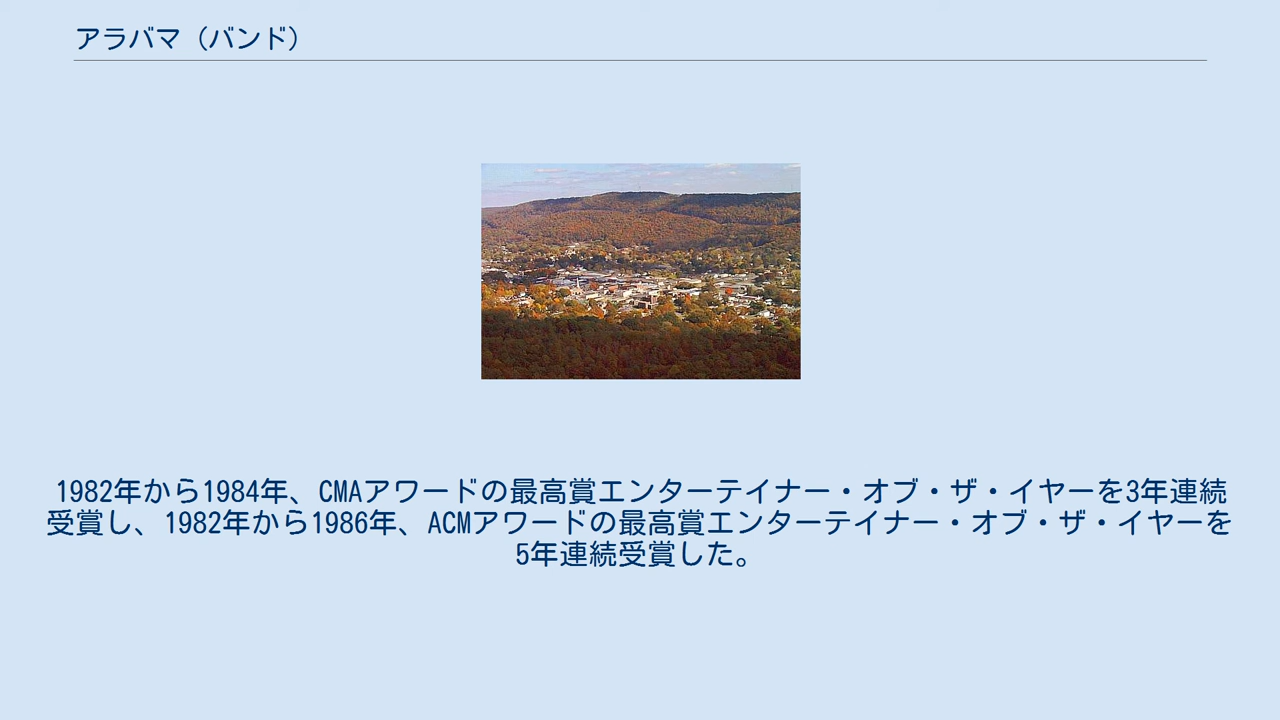 アラバマ（バンド）
1982年から1984年、CMAアワードの最高賞エンターテイナー・オブ・ザ・イヤーを3年連続
受賞し、1982年から1986年、ACMアワードの最高賞エンターテイナー・オブ・ザ・イヤーを
5年連続受賞した。